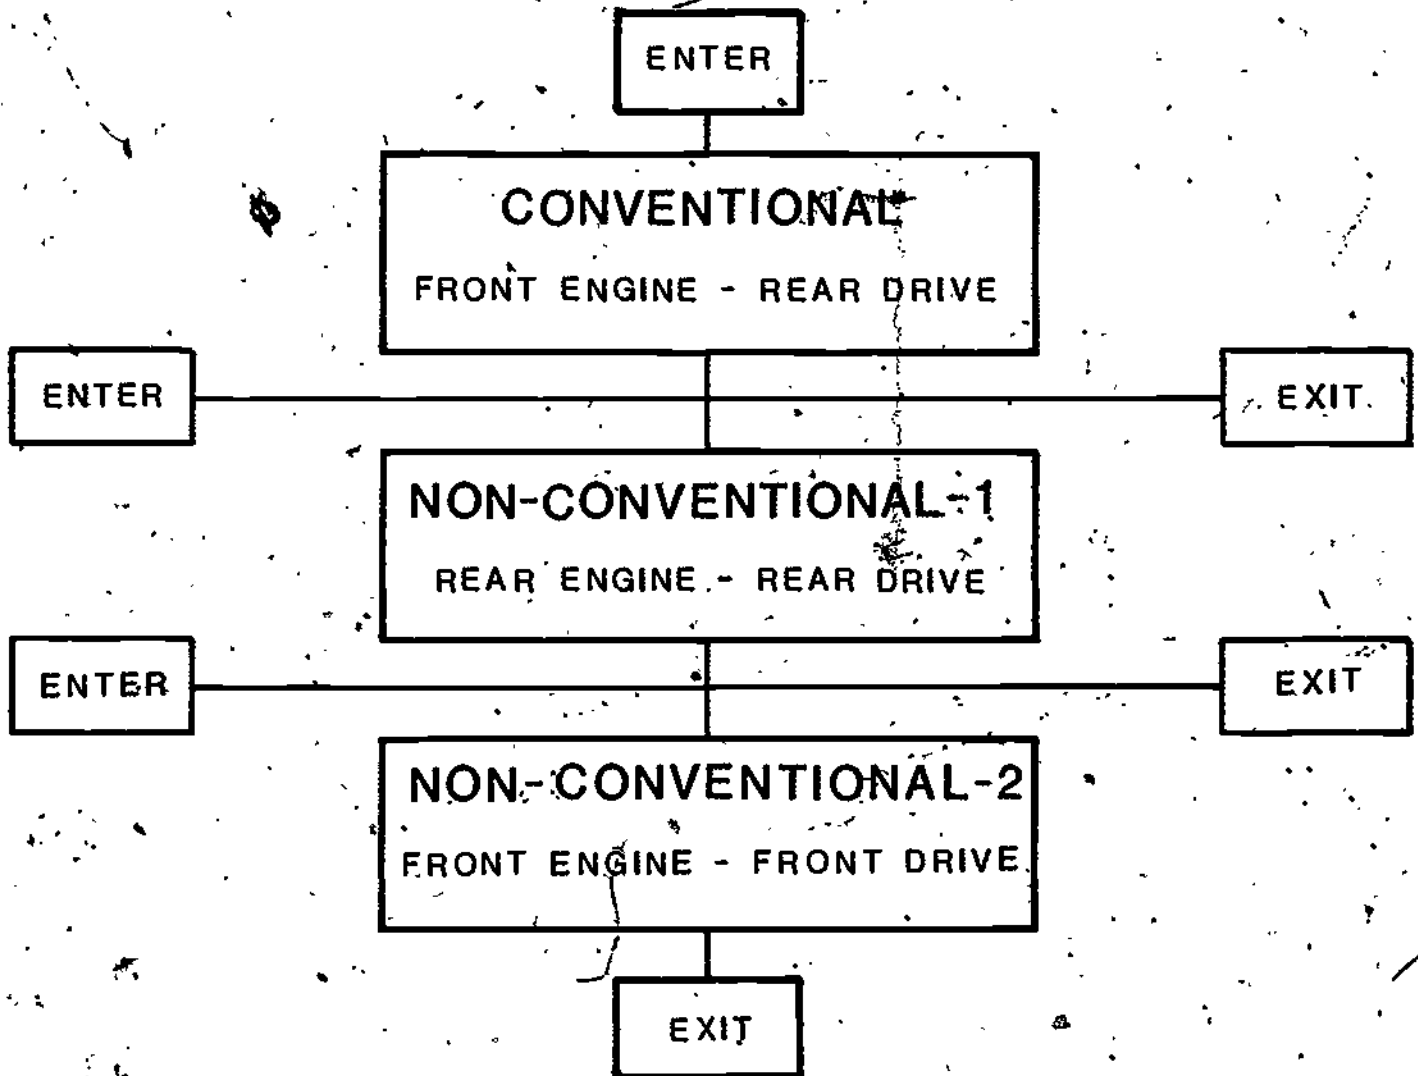 ENTER
CONVENTIONAL
FRONT ENGINE - REAR DRIVE
ENTER
EXIT
NON-CONVENTIONAL-1
REAR ENGINE - REAR DRIVE
ENTER
EXIT
NON-CONVENTIONAL-2
FRONT ENGINE - FRONT DRIVE
EXIT